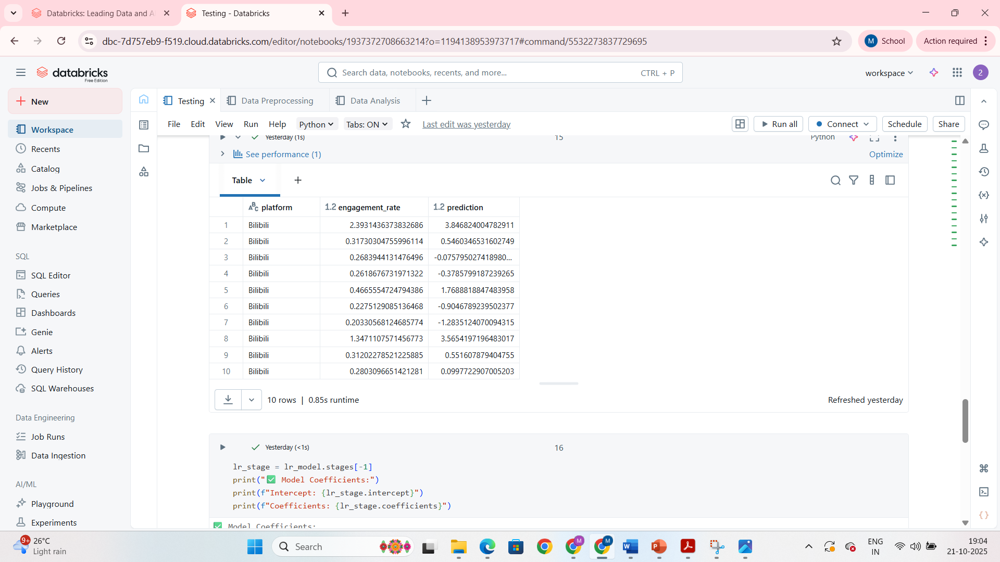 Databricks: Leading Data and A
Testing - Databricks
dbc-7d757eb9-f519.cloud.databricks.com/editor/notebooks/1937372708663214?o=1194138953973717#command/5532273837729695
M School
Action required
databricks
Free Edition
Search data, notebooks, recents, and more...
CTRL + P
workspace
2
New
Workspace
Recents
Catalog
Jobs & Pipelines
Compute
Marketplace
SQL
SQL Editor
Queries
Dashboards
Genie
Alerts
Query History
SQL Warehouses
Data Engineering
Job Runs
Data Ingestion
AI/ML
Playground
Experiments
Testing
Data Preprocessing
Data Analysis
File Edit View Run Help Python Tabs: ON Last edit was yesterday
Run all
Connect
Schedule
Share
Yesterday (1s)
15
Python
See performance (1)
Optimize
Table
platform 1.2 engagement_rate 1.2 prediction
1 Bilibili 2.3931436373832686 3.846824004782911
2 Bilibili 0.31730304755996114 0.5460346531602749
3 Bilibili 0.2683944131476496 -0.075795027418980...
4 Bilibili 0.2618676731971322 -0.3785799187239265
5 Bilibili 0.4665554724794386 1.7688818847483958
6 Bilibili 0.2275129085136468 -0.9046789239502377
7 Bilibili 0.20330568124685774 -1.2835124070094315
8 Bilibili 1.3471107571456773 3.5654197196483017
9 Bilibili 0.31202278521225885 0.551607879404755
10 Bilibili 0.2803096651421281 0.0997722907005203
10 rows | 0.85s runtime
Refreshed yesterday
Yesterday (<1s)
16
lr_stage = lr_model.stages[-1]
print("✅ Model Coefficients:")
print(f"Intercept: {lr_stage.intercept}")
print(f"Coefficients: {lr_stage.coefficients}")
✅ Model Coefficients:
9+
26°C
Light rain
Search
ENG
IN
19:04
21-10-2025